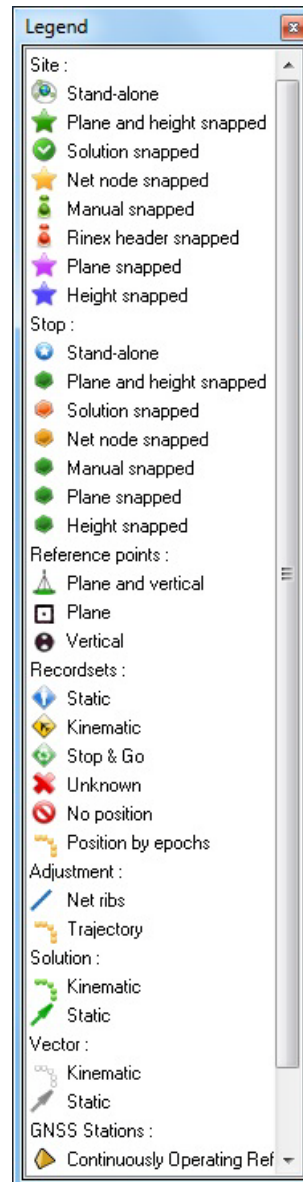 Legend
Site :
Stand-alone
Plane and height snapped
Solution snapped
Net node snapped
Manual snapped
Rinex header snapped
Plane snapped
Height snapped
Stop :
Stand-alone
Plane and height snapped
Solution snapped
Net node snapped
Manual snapped
Plane snapped
Height snapped
Reference points :
Plane and vertical
Plane
Vertical
Recordsets :
Static
Kinematic
Stop & Go
Unknown
No position
Position by epochs
Adjustment :
Net ribs
Trajectory
Solution :
Kinematic
Static
Vector :
Kinematic
Static
GNSS Stations :
Continuously Operating Ref